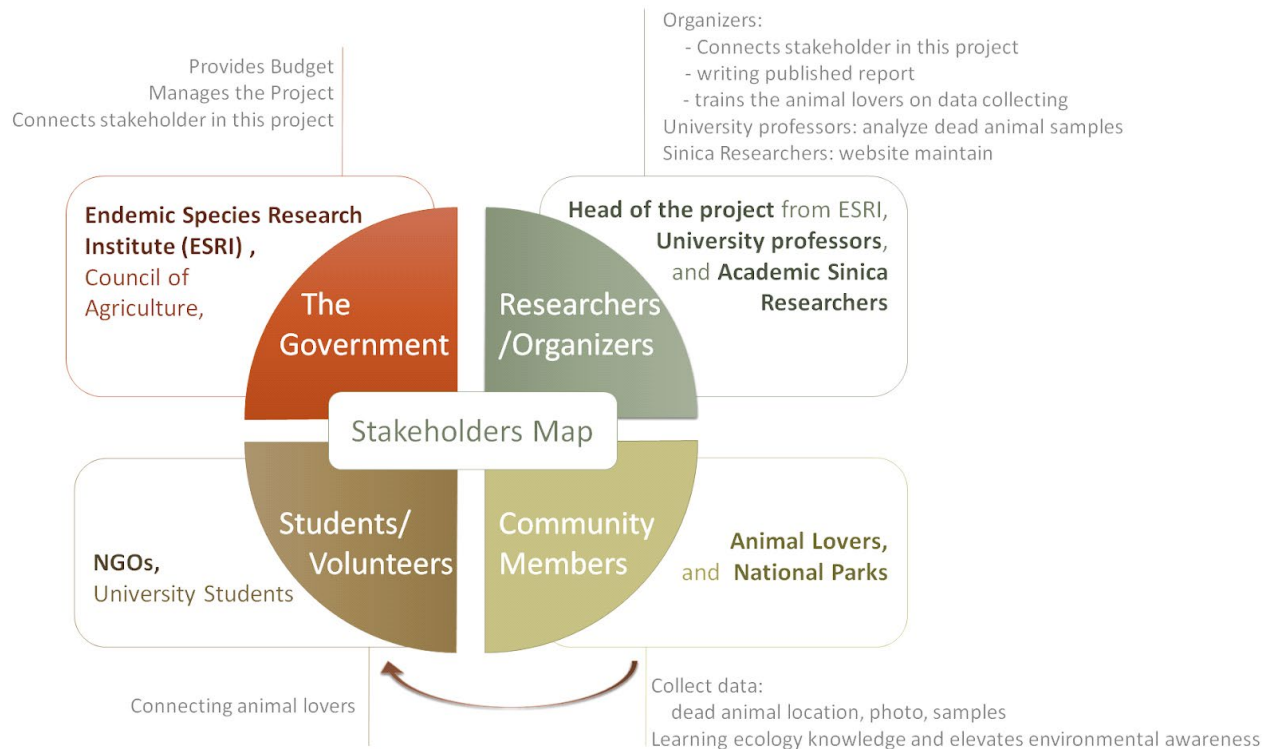 Provides Budget
Manages the Project
Connects stakeholder in this project
Organizers:
- Connects stakeholder in this project
- writing published report
- trains the animal lovers on data collecting
University professors: analyze dead animal samples
Sinica Researchers: website maintain
Endemic Species Research
Institute (ESRI) ,
Council of
Agriculture,
The
Government
Researchers
/Organizers
Head of the project from ESRI,
University professors,
and Academic Sinica
Researchers
Stakeholders Map
NGOs,
University Students
Students/
Volunteers
Community
Members
Animal Lovers,
and National Parks
Connecting animal lovers
Collect data:
dead animal location, photo, samples
Learning ecology knowledge and elevates environmental awareness